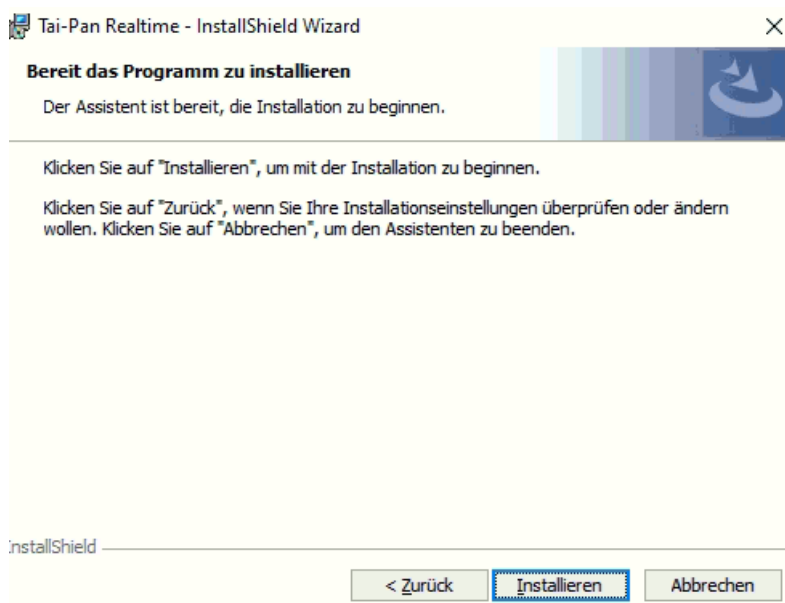 Tai-Pan Realtime - InstallShield Wizard
Bereit das Programm zu installieren
Der Assistent ist bereit, die Installation zu beginnen.
Klicken Sie auf "Installieren", um mit der Installation zu beginnen.
Klicken Sie auf "Zurück", wenn Sie Ihre Installationseinstellungen überprüfen oder ändern
wollen. Klicken Sie auf "Abbrechen", um den Assistenten zu beenden.
InstallShield
< Zurück
Installieren
Abbrechen